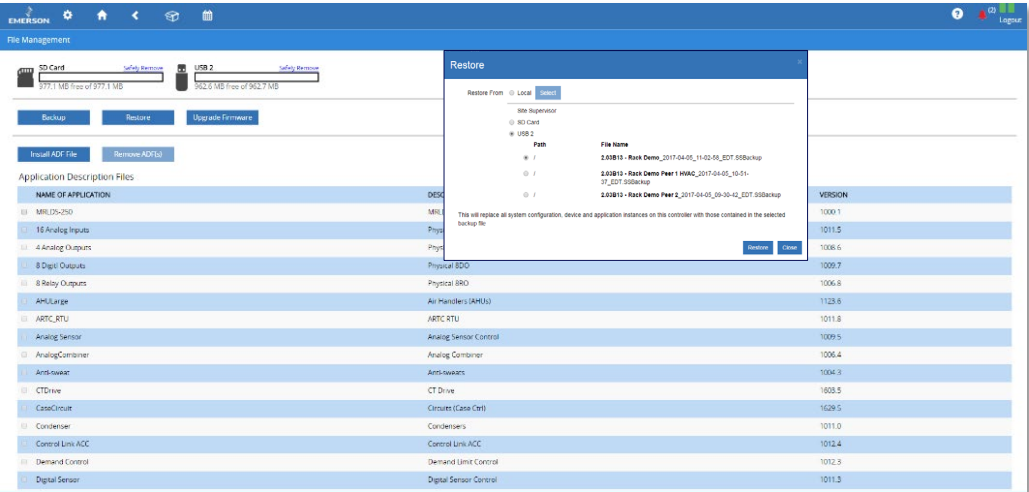 EMERSON
(2)
Logout
File Management
SD Card Safely Remove
977.1 MB free of 977.1 MB
USB 2 Safely Remove
962.6 MB free of 962.7 MB
Backup Restore Upgrade Firmware
Install ADF File Remove ADF(s)
Application Description Files
Restore
Restore From Local Select
Site Supervisor
SD Card
USB 2
Path File Name
/ 2.03B13 - Rack Demo_2017-04-05_11-02-58_EDT.SSBackup
/ 2.03B13 - Rack Demo Peer 1 HVAC_2017-04-05_10-51-
37_EDT.SSBackup
/ 2.03B13 - Rack Demo Peer 2_2017-04-05_09-30-42_EDT.SSBackup
This will replace all system configuration, device and application instances on this controller with those contained in the selected
backup file
Restore Close
NAME OF APPLICATION DESC VERSION
MRLDS-250 MRLD 1000.1
16 Analog Inputs Phys 1011.5
4 Analog Outputs Phys 1008.6
8 Digitl Outputs Physical 8DO 1009.7
8 Relay Outputs Physical 8RO 1006.8
AHULarge Air Handlers (AHUs) 1123.6
ARTC_RTU ARTC RTU 1011.8
Analog Sensor Analog Sensor Control 1009.5
AnalogCombiner Analog Combiner 1006.4
Anti-sweat Anti-sweats 1004.3
CTDrive CT Drive 1603.5
CaseCircuit Circuits (Case Ctrl) 1629.5
Condenser Condensers 1011.0
Control Link ACC Control Link ACC 1012.4
Demand Control Demand Limit Control 1012.3
Digital Sensor Digital Sensor Control 1011.3